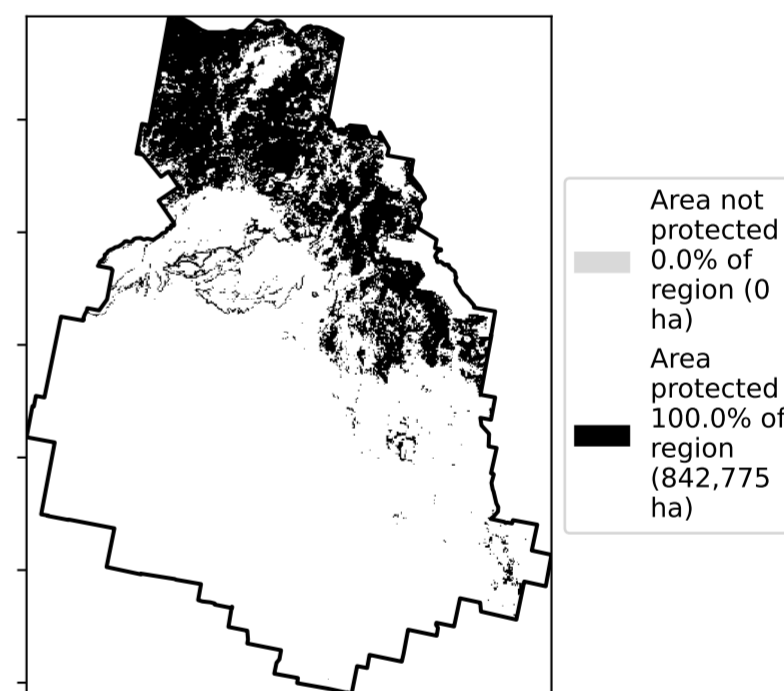 Area not
protected
0.0% of
region (0
ha)
Area
protected
100.0% of
region
(842,775
ha)